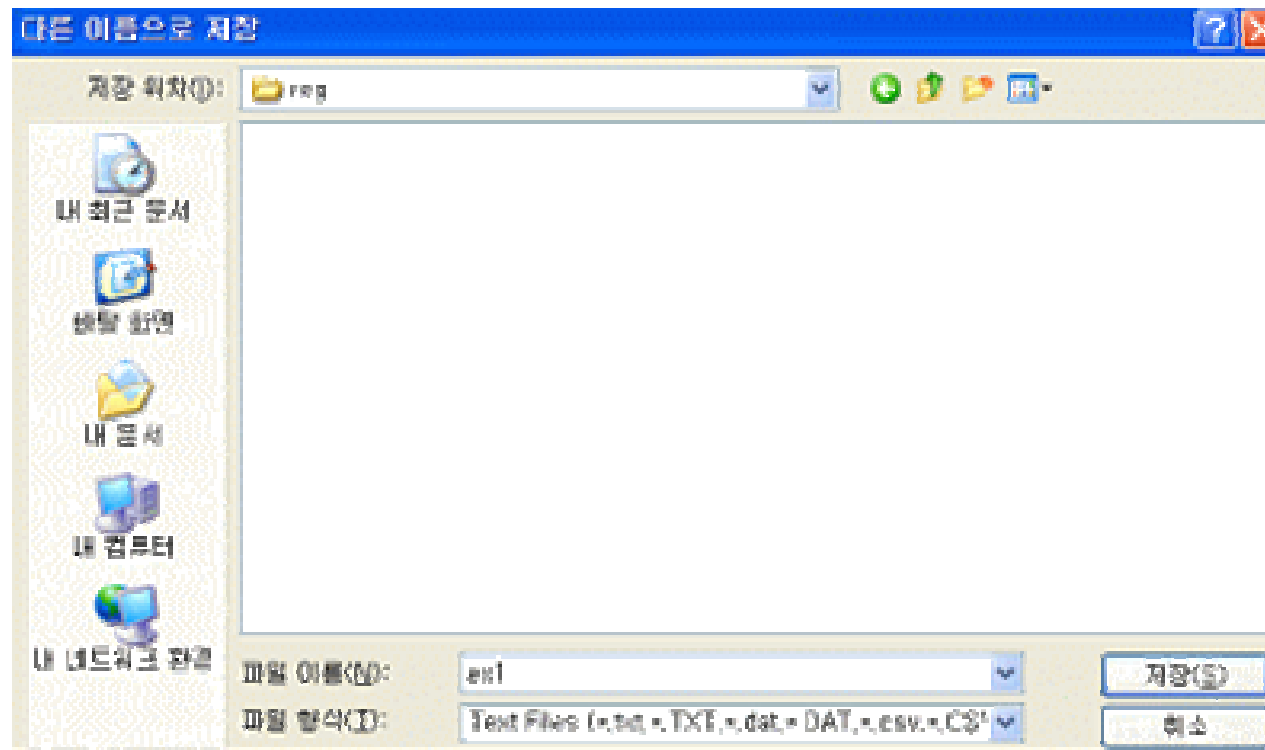 다른 이름으로 저장
저장 위치(I):
reg
내 최근 문서
바탕 화면
내 문서
내 컴퓨터
내 네트워크 환경
파일 이름(N):
ex1
저장(S)
파일 형식(T):
Text Files (*.txt,*.TXT,*.dat,*.DAT,*.csv,*.CS
취소